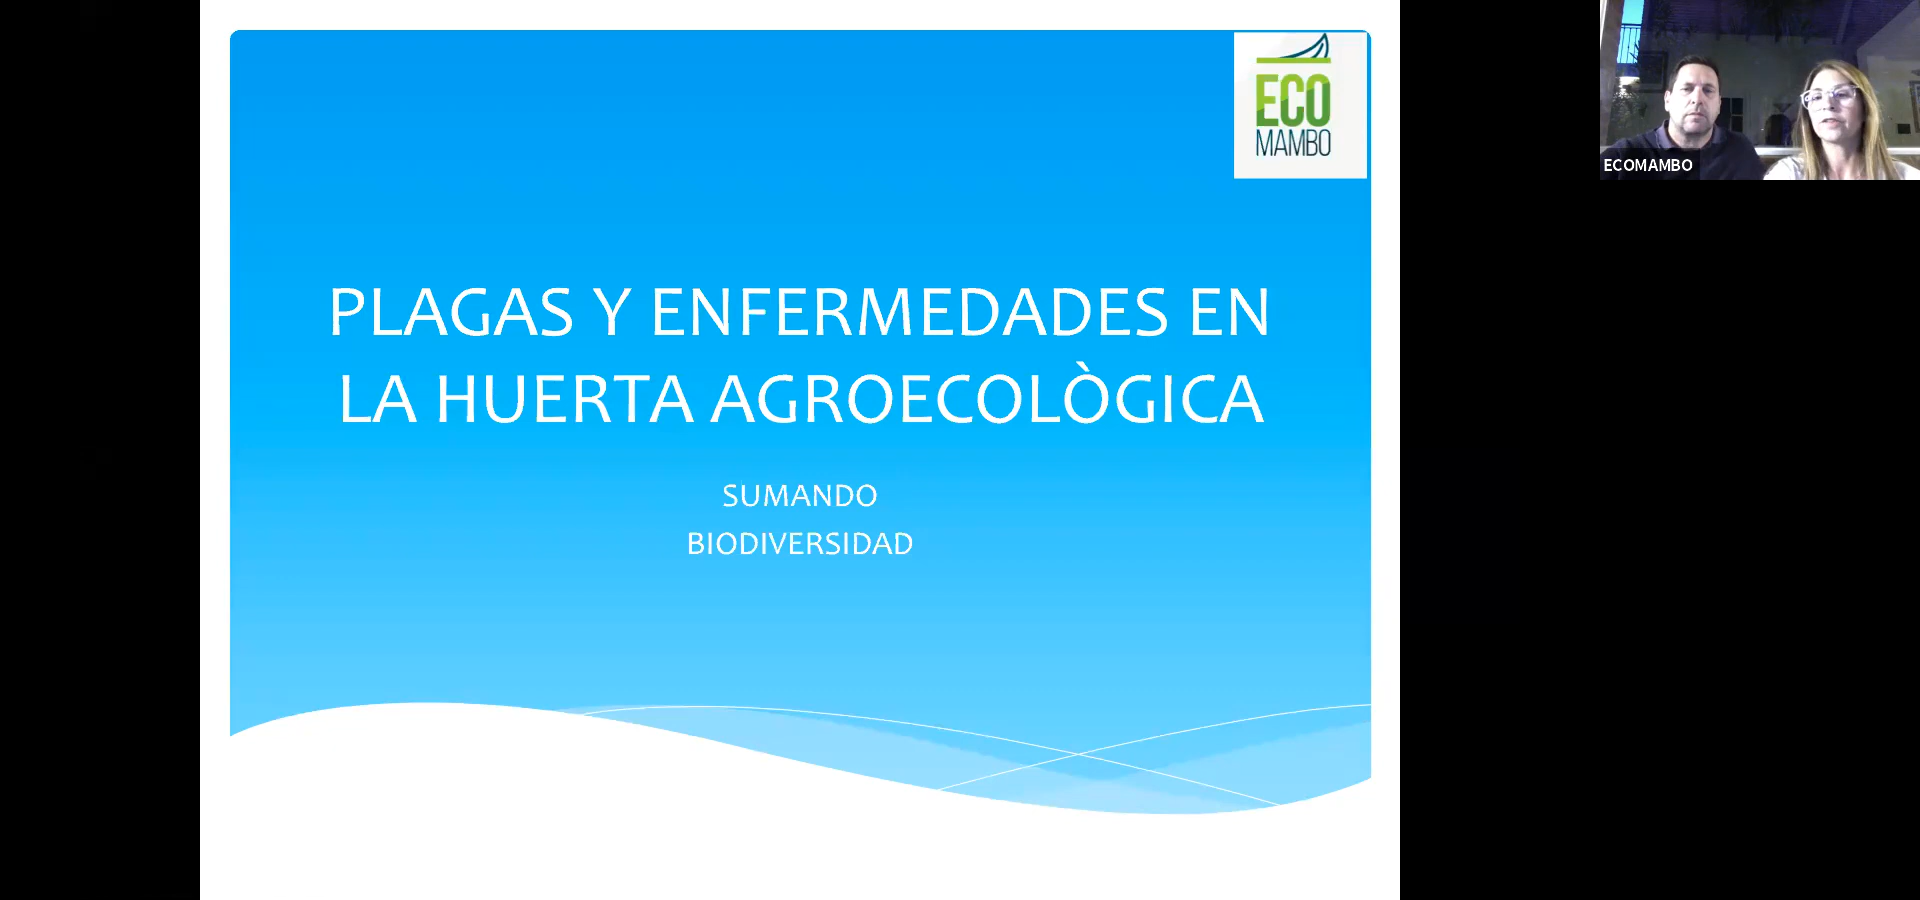 ECO
MAMBO
PLAGAS Y ENFERMEDADES EN
LA HUERTA AGROECOLÒGICA
SUMANDO
BIODIVERSIDAD
ECOMAMBO